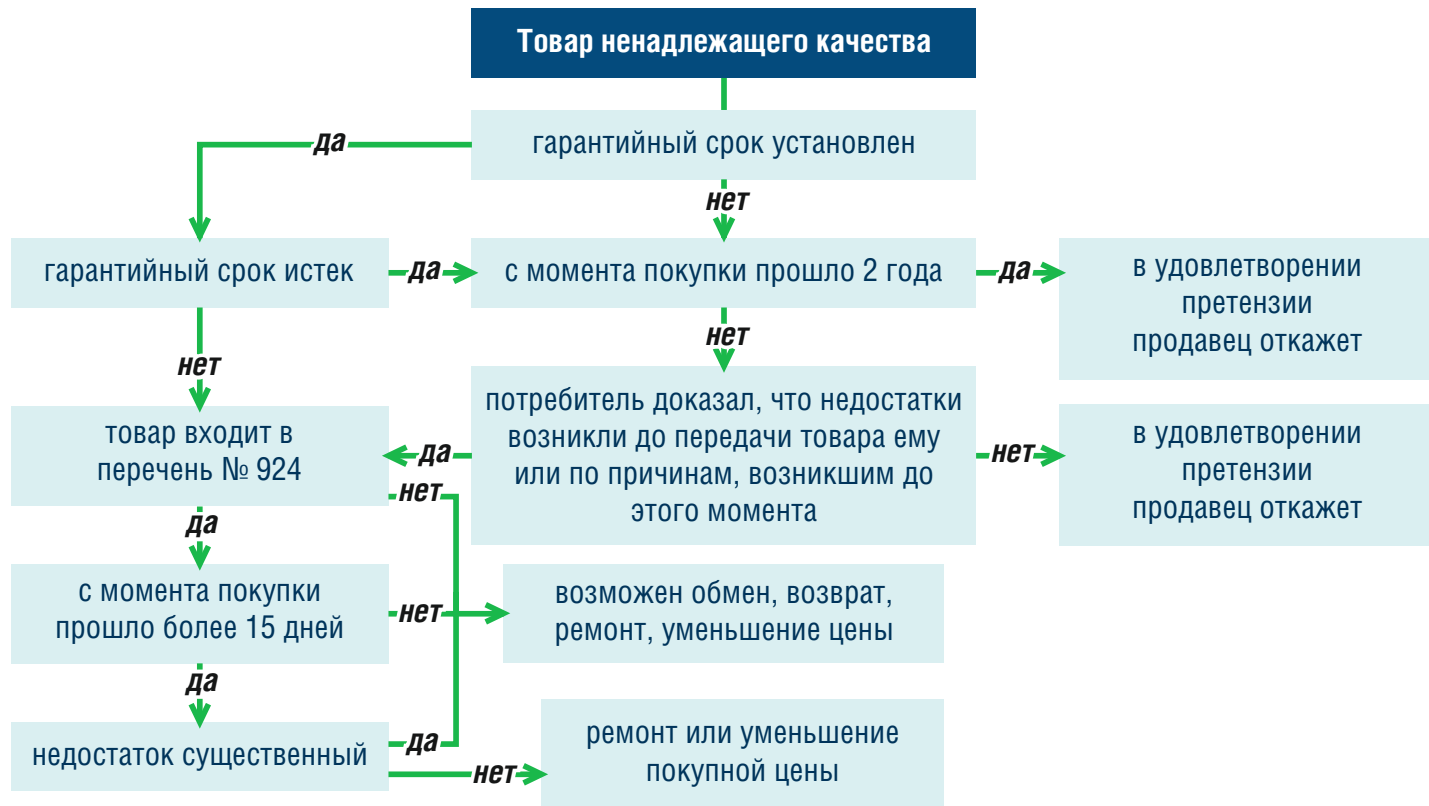 Товар ненадлежащего качества
да
гарантийный срок установлен
нет
гарантийный срок истек
да
с момента покупки прошло 2 года
да
в удовлетворении
претензии
продавец откажет
нет
нет
товар входит в
перечень № 924
да
потребитель доказал, что недостатки
возникли до передачи товара ему
или по причинам, возникшим до
этого момента
нет
в удовлетворении
претензии
продавец откажет
нет
да
с момента покупки
прошло более 15 дней
нет
возможен обмен, возврат,
ремонт, уменьшение цены
да
недостаток существенный
да
нет
ремонт или уменьшение
покупной цены